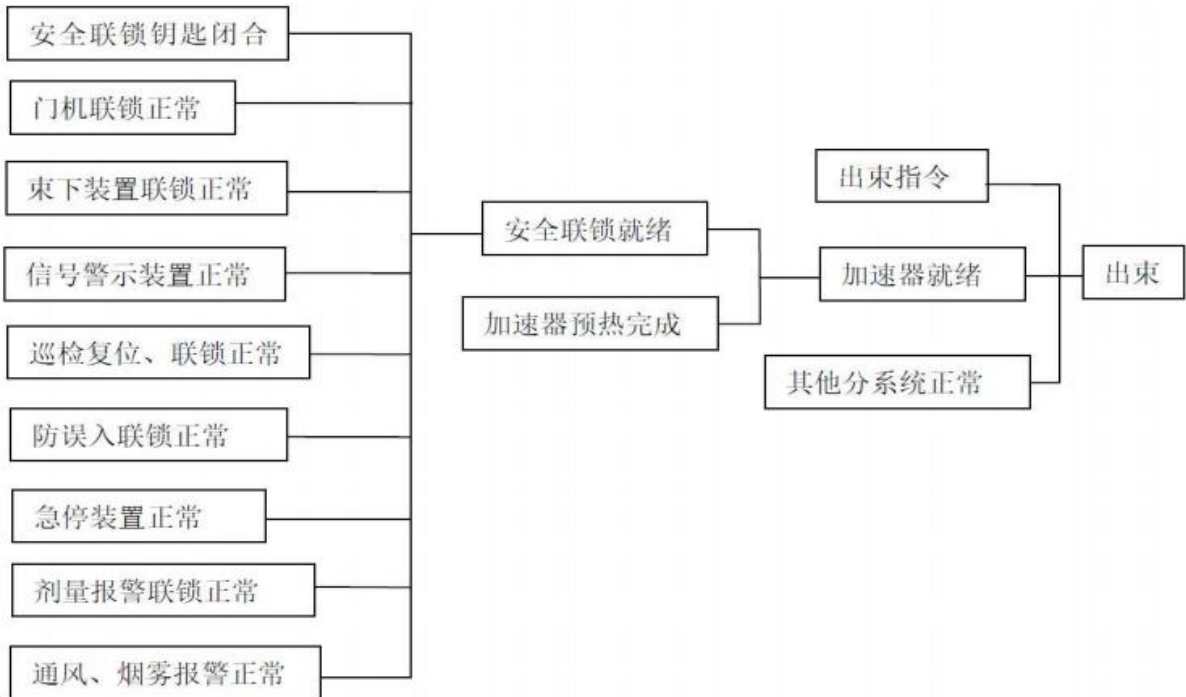 安全联锁钥匙闭合
门机联锁正常
束下装置联锁正常
信号警示装置正常
巡检复位、联锁正常
防误入联锁正常
急停装置正常
剂量报警联锁正常
通风、烟雾报警正常
安全联锁就绪
加速器预热完成
出束指令
加速器就绪
其他分系统正常
出束